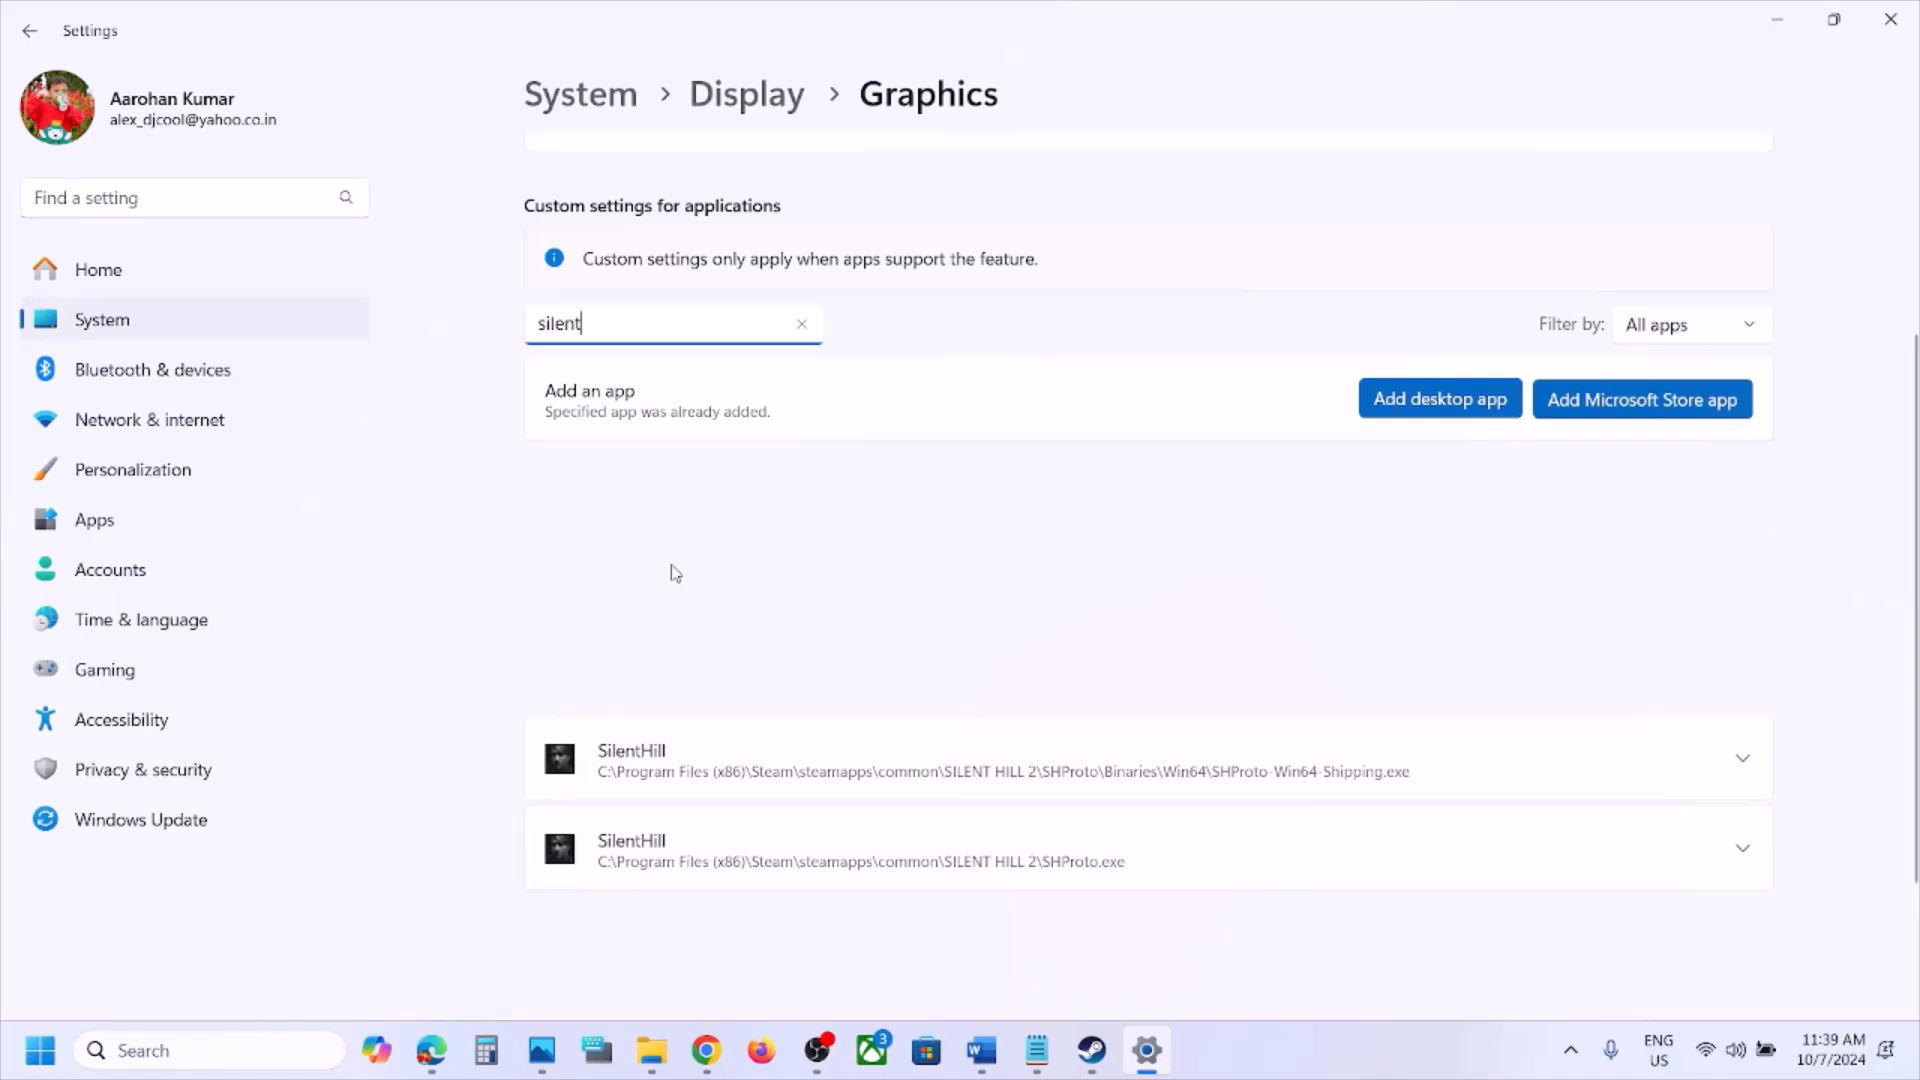 Settings
Aarohan Kumar
alex_djcool@yahoo.co.in
Find a setting
Home
System
Bluetooth & devices
Network & internet
Personalization
Apps
Accounts
Time & language
Gaming
Accessibility
Privacy & security
Windows Update
System > Display > Graphics
Custom settings for applications
Custom settings only apply when apps support the feature.
silent
Filter by: All apps
Add an app
Specified app was already added.
Add desktop app
Add Microsoft Store app
SilentHill
C:\Program Files (x86)\Steam\steamapps\common\SILENT HILL 2\SHProto\Binaries\Win64\SHProto-Win64-Shipping.exe
SilentHill
C:\Program Files (x86)\Steam\steamapps\common\SILENT HILL 2\SHProto.exe
Search
3
ENG
US
11:39 AM
10/7/2024